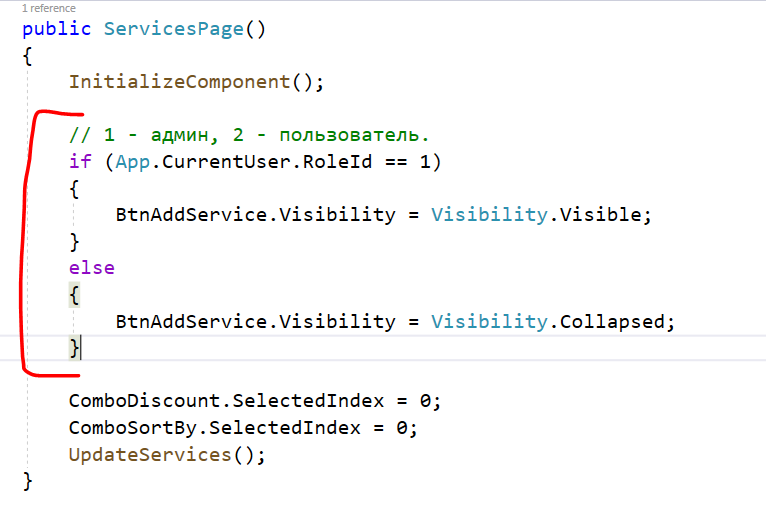 1 reference
public ServicesPage()
{
InitializeComponent();
// 1 - админ, 2 - пользователь.
if (App.CurrentUser.RoleId == 1)
{
BtnAddService.Visibility = Visibility.Visible;
}
else
{
BtnAddService.Visibility = Visibility.Collapsed;
}
ComboDiscount.SelectedIndex = 0;
ComboSortBy.SelectedIndex = 0;
UpdateServices();
}